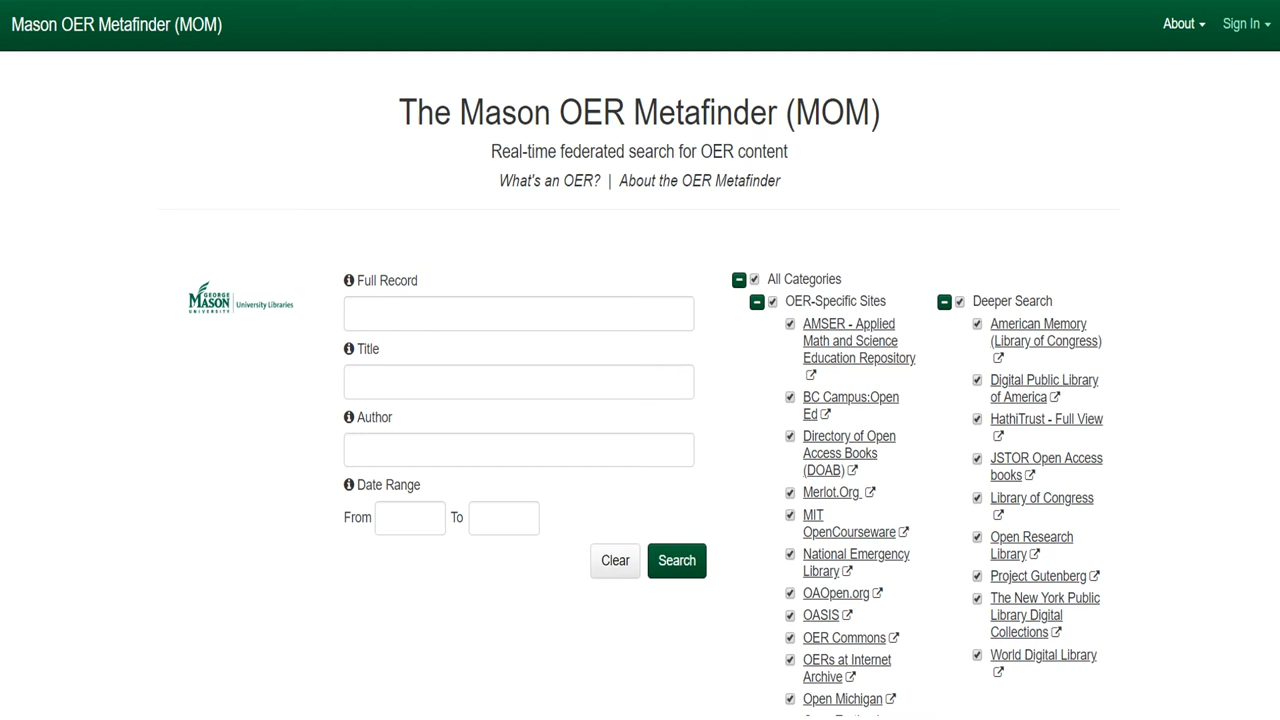 Mason OER Metafinder (MOM)
About
Sign In
The Mason OER Metafinder (MOM)
Real-time federated search for OER content
What's an OER? | About the OER Metafinder
GEORGE
MASON
UNIVERSITY
University Libraries
Full Record
Title
Author
Date Range
From
To
Clear
Search
All Categories
OER-Specific Sites
AMSER - Applied
Math and Science
Education Repository
BC Campus:Open
Ed
Directory of Open
Access Books
(DOAB)
Merlot.Org
MIT
OpenCourseware
National Emergency
Library
OAOpen.org
OASIS
OER Commons
OERs at Internet
Archive
Open Michigan
Deeper Search
American Memory
(Library of Congress)
Digital Public Library
of America
HathiTrust - Full View
JSTOR Open Access
books
Library of Congress
Open Research
Library
Project Gutenberg
The New York Public
Library Digital
Collections
World Digital Library